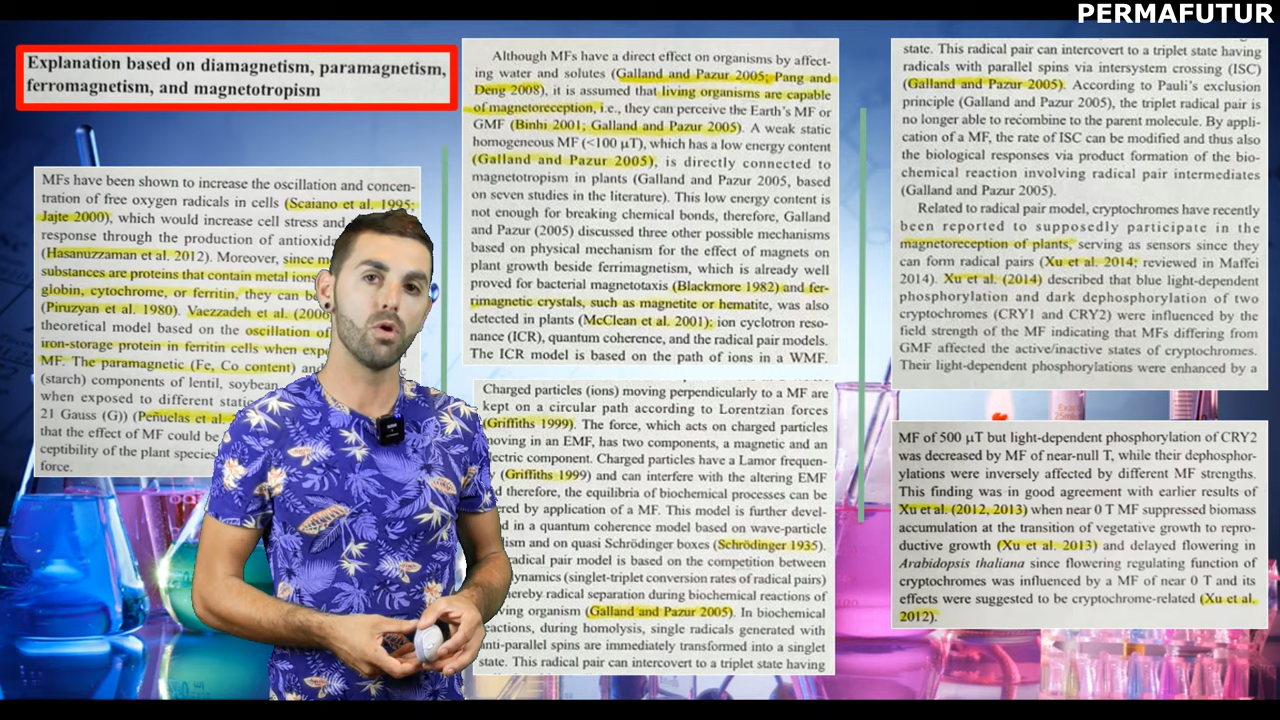 PERMAFUTUR
Explanation based on diamagnetism, paramagnetism,
ferromagnetism, and magnetotropism
MFs have been shown to increase the oscillation and concen-
tration of free oxygen radicals in cells (Scaiano et al. 1995;
Jajte 2000), which would increase cell stress and
response through the production of antioxida
(Hasanuzzaman et al. 2012). Moreover, since m
substances are proteins that contain metal ions
globin, cytochrome, or ferritin, they can be
(Piruzyan et al. 1980). Vaezzadeh et al. (2006
theoretical model based on the oscillation of
iron-storage protein in ferritin cells when expo
MF. The paramagnetic (Fe, Co content) and
(starch) components of lentil, soybean
when exposed to different stati
21 Gauss (G)) (Peñuelas et al.
that the effect of MF could be
ceptibility of the plant species
force.
Although MFs have a direct effect on organisms by affect-
ing water and solutes (Galland and Pazur 2005; Pang and
Deng 2008), it is assumed that living organisms are capable
of magnetoreception, i.e., they can perceive the Earth's MF or
GMF (Binhi 2001; Galland and Pazur 2005). A weak static
homogeneous MF (<100 µT), which has a low energy content
(Galland and Pazur 2005), is directly connected to
magnetotropism in plants (Galland and Pazur 2005, based
on seven studies in the literature). This low energy content is
not enough for breaking chemical bonds, therefore, Galland
and Pazur (2005) discussed three other possible mechanisms
based on physical mechanism for the effect of magnets on
plant growth beside ferrimagnetism, which is already well
proved for bacterial magnetotaxis (Blackmore 1982) and fer-
rimagnetic crystals, such as magnetite or hematite, was also
detected in plants (McClean et al. 2001); ion cyclotron reso-
nance (ICR), quantum coherence, and the radical pair models.
The ICR model is based on the path of ions in a WMF.
Charged particles (ions) moving perpendicularly to a MF are
kept on a circular path according to Lorentzian forces
(Griffiths 1999). The force, which acts on charged particles
moving in an EMF, has two components, a magnetic and an
lectric component. Charged particles have a Lamor frequen-
y (Griffiths 1999) and can interfere with the altering EMF
d therefore, the equilibria of biochemical processes can be
red by application of a MF. This model is further devel-
d in a quantum coherence model based on wave-particle
lism and on quasi Schrödinger boxes (Schrödinger 1935).
adical pair model is based on the competition between
dynamics (singlet-triplet conversion rates of radical pairs)
hereby radical separation during biochemical reactions of
ving organism (Galland and Pazur 2005). In biochemical
eactions, during homolysis, single radicals generated with
nti-parallel spins are immediately transformed into a singlet
state. This radical pair can intercovert to a triplet state having
state. This radical pair can intercovert to a triplet state having
radicals with parallel spins via intersystem crossing (ISC)
(Galland and Pazur 2005). According to Pauli's exclusion
principle (Galland and Pazur 2005), the triplet radical pair is
no longer able to recombine to the parent molecule. By appli-
cation of a MF, the rate of ISC can be modified and thus also
the biological responses via product formation of the bio-
chemical reaction involving radical pair intermediates
(Galland and Pazur 2005).
Related to radical pair model, cryptochromes have recently
been reported to supposedly participate in the
magnetoreception of plants, serving as sensors since they
can form radical pairs (Xu et al. 2014; reviewed in Maffei
2014). Xu et al. (2014) described that blue light-dependent
phosphorylation and dark dephosphorylation of two
cryptochromes (CRY1 and CRY2) were influenced by the
field strength of the MF indicating that MFs differing from
GMF affected the active/inactive states of cryptochromes.
Their light-dependent phosphorylations were enhanced by a
MF of 500 µT but light-dependent phosphorylation of CRY2
was decreased by MF of near-null T, while their dephosphor-
ylations were inversely affected by different MF strengths.
This finding was in good agreement with earlier results of
Xu et al. (2012, 2013) when near 0 T MF suppressed biomass
accumulation at the transition of vegetative growth to repro-
ductive growth (Xu et al. 2013) and delayed flowering in
Arabidopsis thaliana since flowering regulating function of
cryptochromes was influenced by a MF of near 0 T and its
effects were suggested to be cryptochrome-related (Xu et al.
2012).